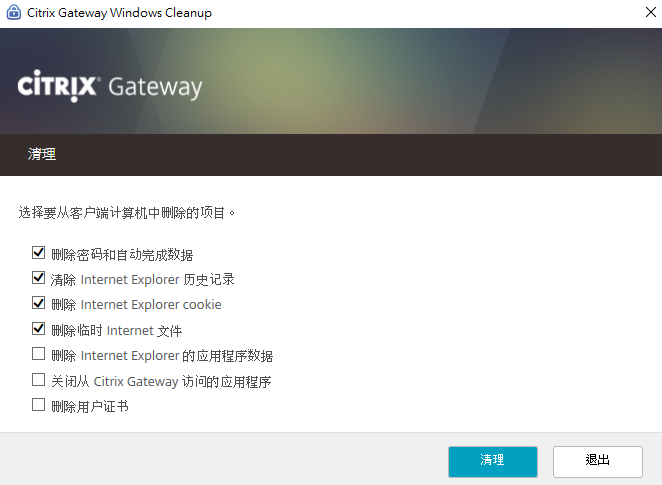 Citrix Gateway Windows Cleanup
CITRIX® Gateway
清理
选择要从客户端计算机中删除的项目。
删除密码和自动完成数据
清除 Internet Explorer 历史记录
删除 Internet Explorer cookie
删除临时 Internet 文件
删除 Internet Explorer 的应用程序数据
关闭从 Citrix Gateway 访问的应用程序
删除用户证书
清理 退出